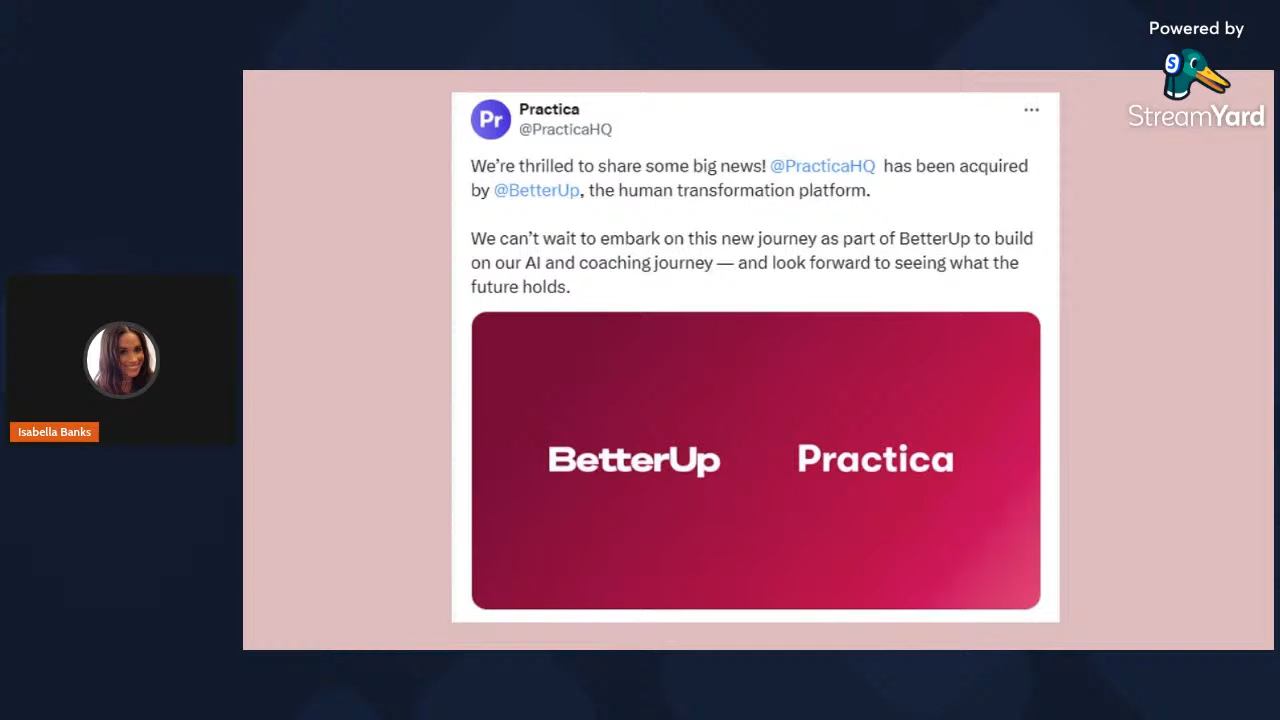 Powered by
S
StreamYard
Pr
Practica
@PracticaHQ
We’re thrilled to share some big news! @PracticaHQ has been acquired
by @BetterUp, the human transformation platform.
We can’t wait to embark on this new journey as part of BetterUp to build
on our AI and coaching journey — and look forward to seeing what the
future holds.
BetterUp Practica
Isabella Banks